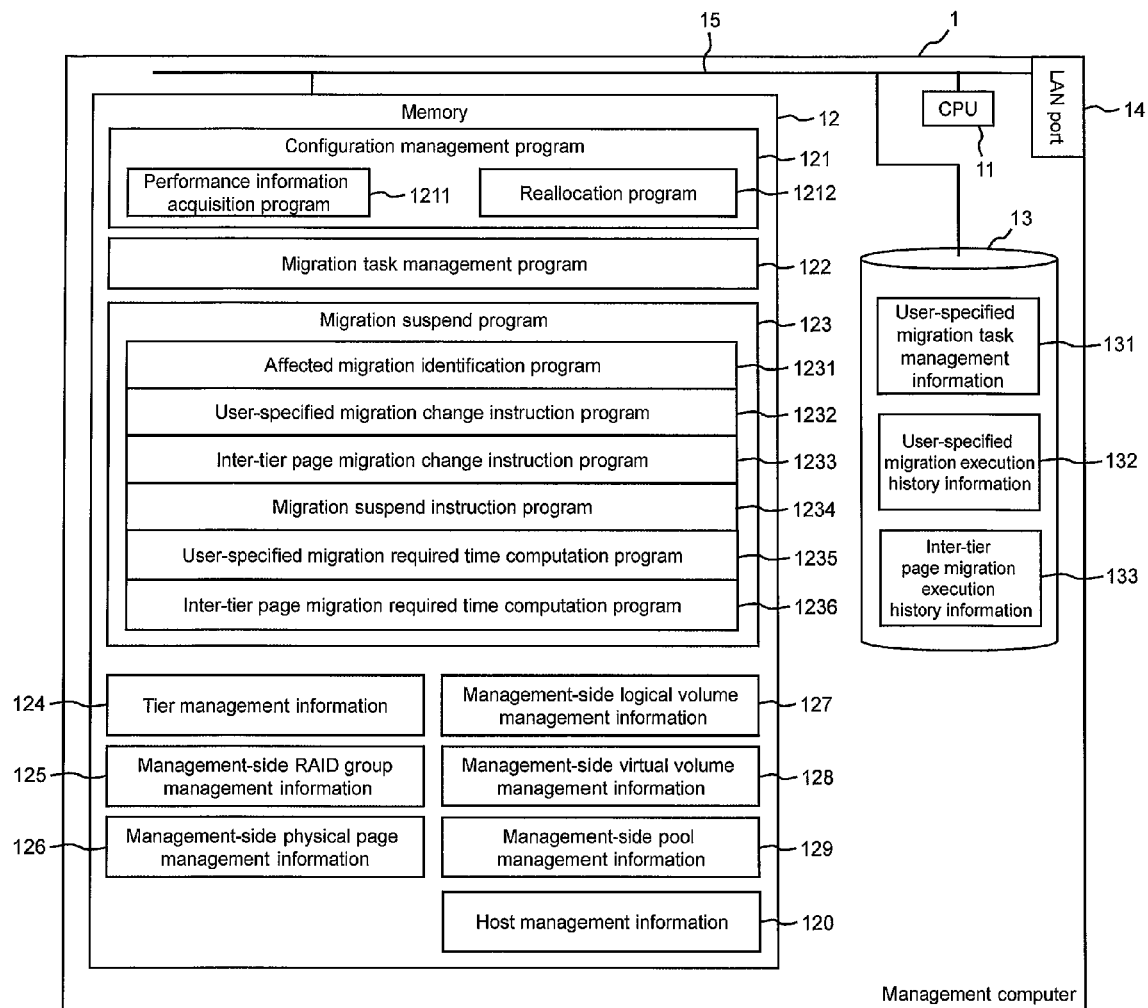 1
15
LAN port
14
CPU
11
Memory
12
Configuration management program
121
Performance information
acquisition program
1211
Reallocation program
1212
Migration task management program
122
Migration suspend program
123
Affected migration identification program
1231
User-specified migration change instruction program
1232
Inter-tier page migration change instruction program
1233
Migration suspend instruction program
1234
User-specified migration required time computation program
1235
Inter-tier page migration required time computation program
1236
13
User-specified
migration task
management
information
131
User-specified
migration execution
history information
132
Inter-tier
page migration
execution
history information
133
124
Tier management information
Management-side logical volume
management information
127
125
Management-side RAID group
management information
Management-side virtual volume
management information
128
126
Management-side physical page
management information
Management-side pool
management information
129
Host management information
120
Management computer